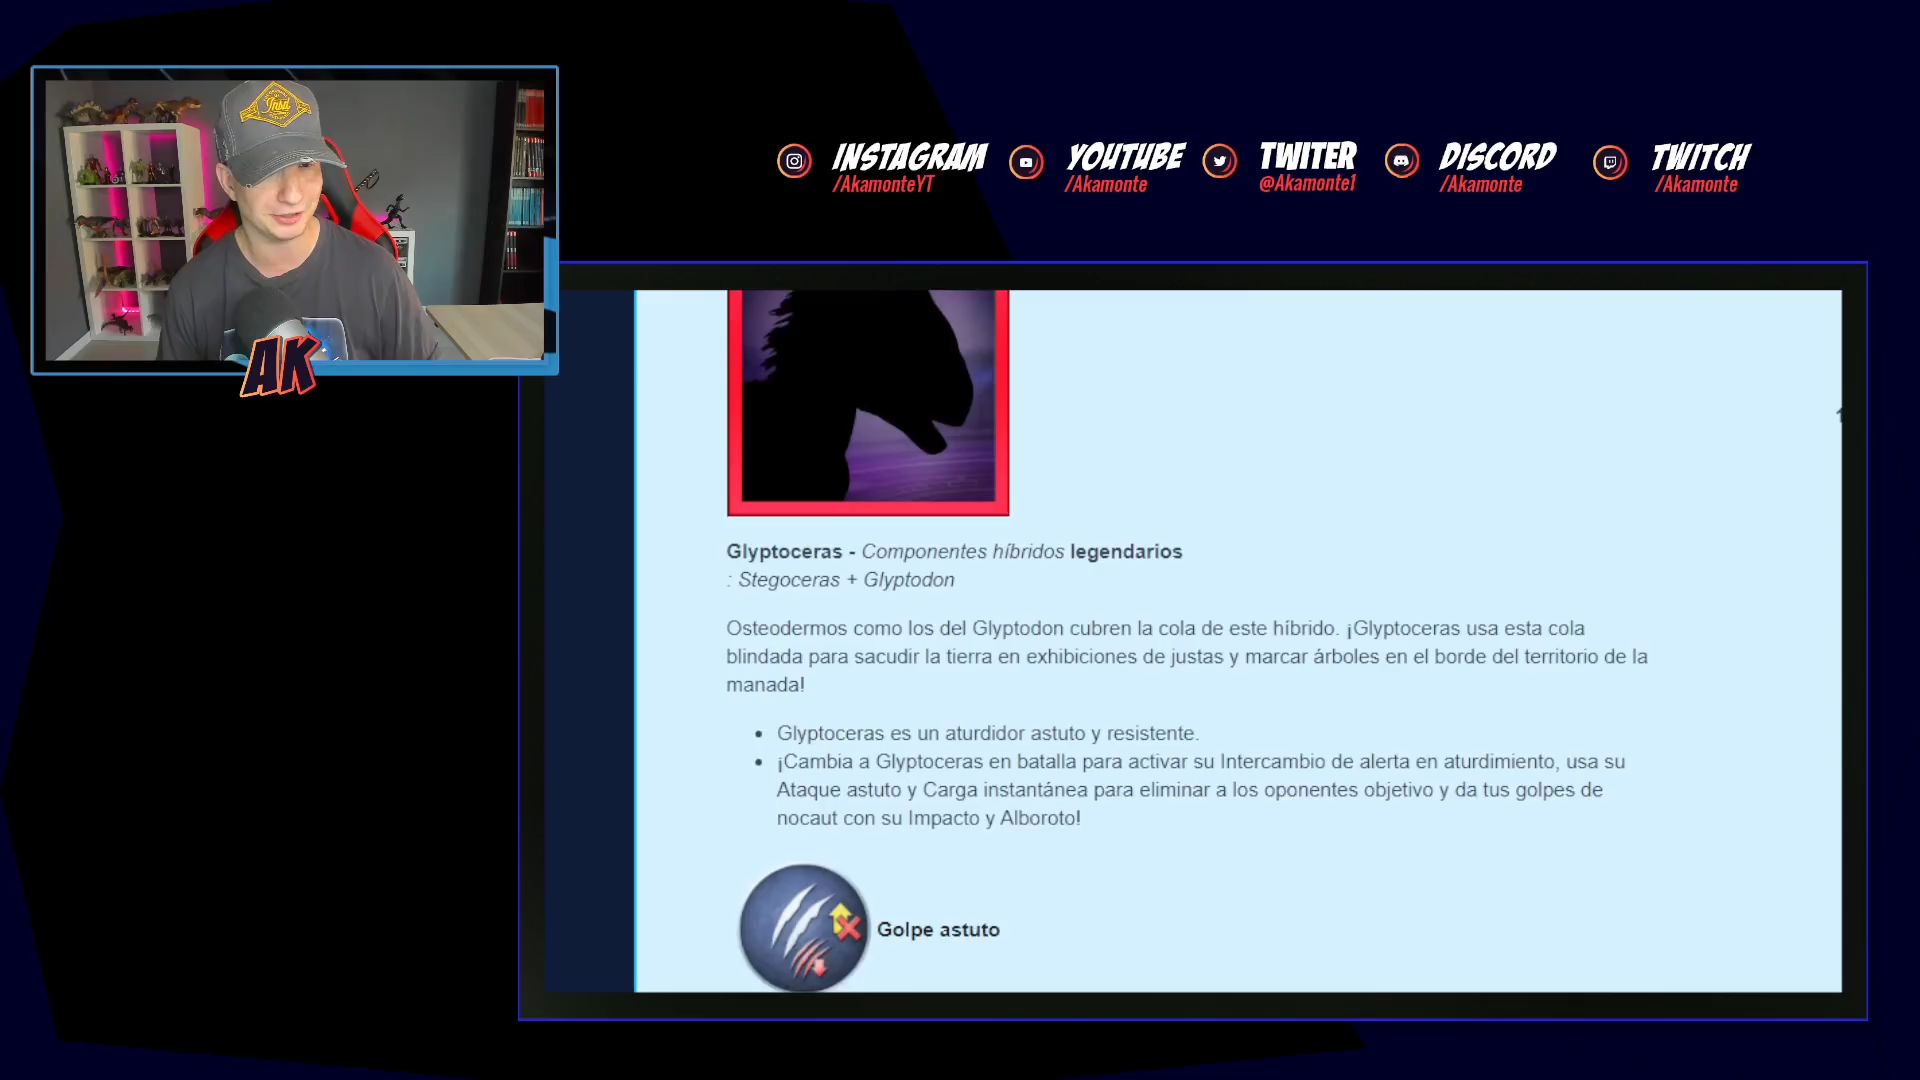 Jnbd
AK
INSTAGRAM
/AkamonteYT
YOUTUBE
/Akamonte
TWITER
@Akamonte1
DISCORD
/Akamonte
TWITCH
/Akamonte
Glyptoceras - Componentes híbridos legendarios
: Stegoceras + Glyptodon
Osteodermos como los del Glyptodon cubren la cola de este híbrido. ¡Glyptoceras usa esta cola
blindada para sacudir la tierra en exhibiciones de justas y marcar árboles en el borde del territorio de la
manada!
• Glyptoceras es un aturdidor astuto y resistente.
• ¡Cambia a Glyptoceras en batalla para activar su Intercambio de alerta en aturdimiento, usa su
Ataque astuto y Carga instantánea para eliminar a los oponentes objetivo y da tus golpes de
nocaut con su Impacto y Alboroto!
Golpe astuto